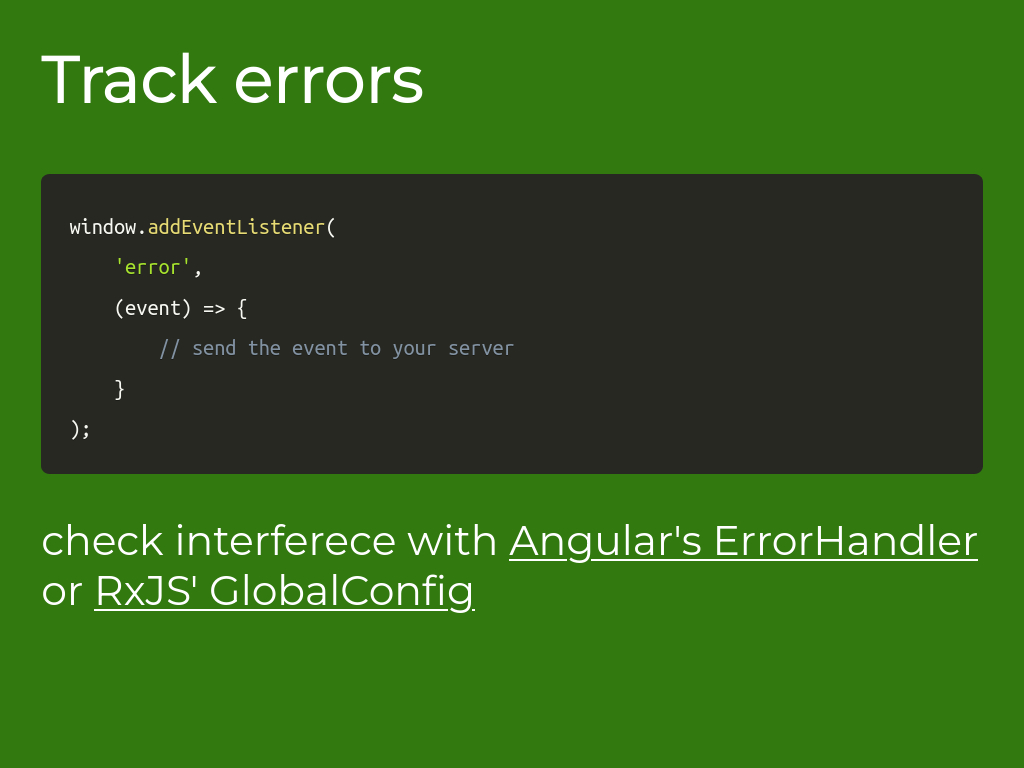 Track errors
window.addEventListener(
    'error',
    (event) => {
        // send the event to your server
    }
);
check interferece with Angular's ErrorHandler
or RxJS' GlobalConfig